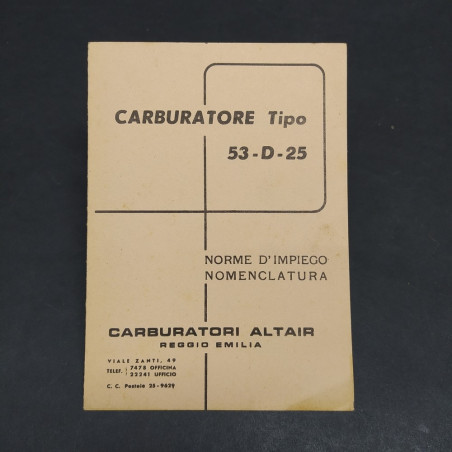 CARBURATORE Tipo
53-D-25
NORME D'IMPIEGO
NOMENCLATURA
CARBURATORI ALTAIR
REGGIO EMILIA
VIALE ZANTI, 49
TELEF. 7478 OFFICINA
22241 UFFICIO
C. C. Postale 25-9629